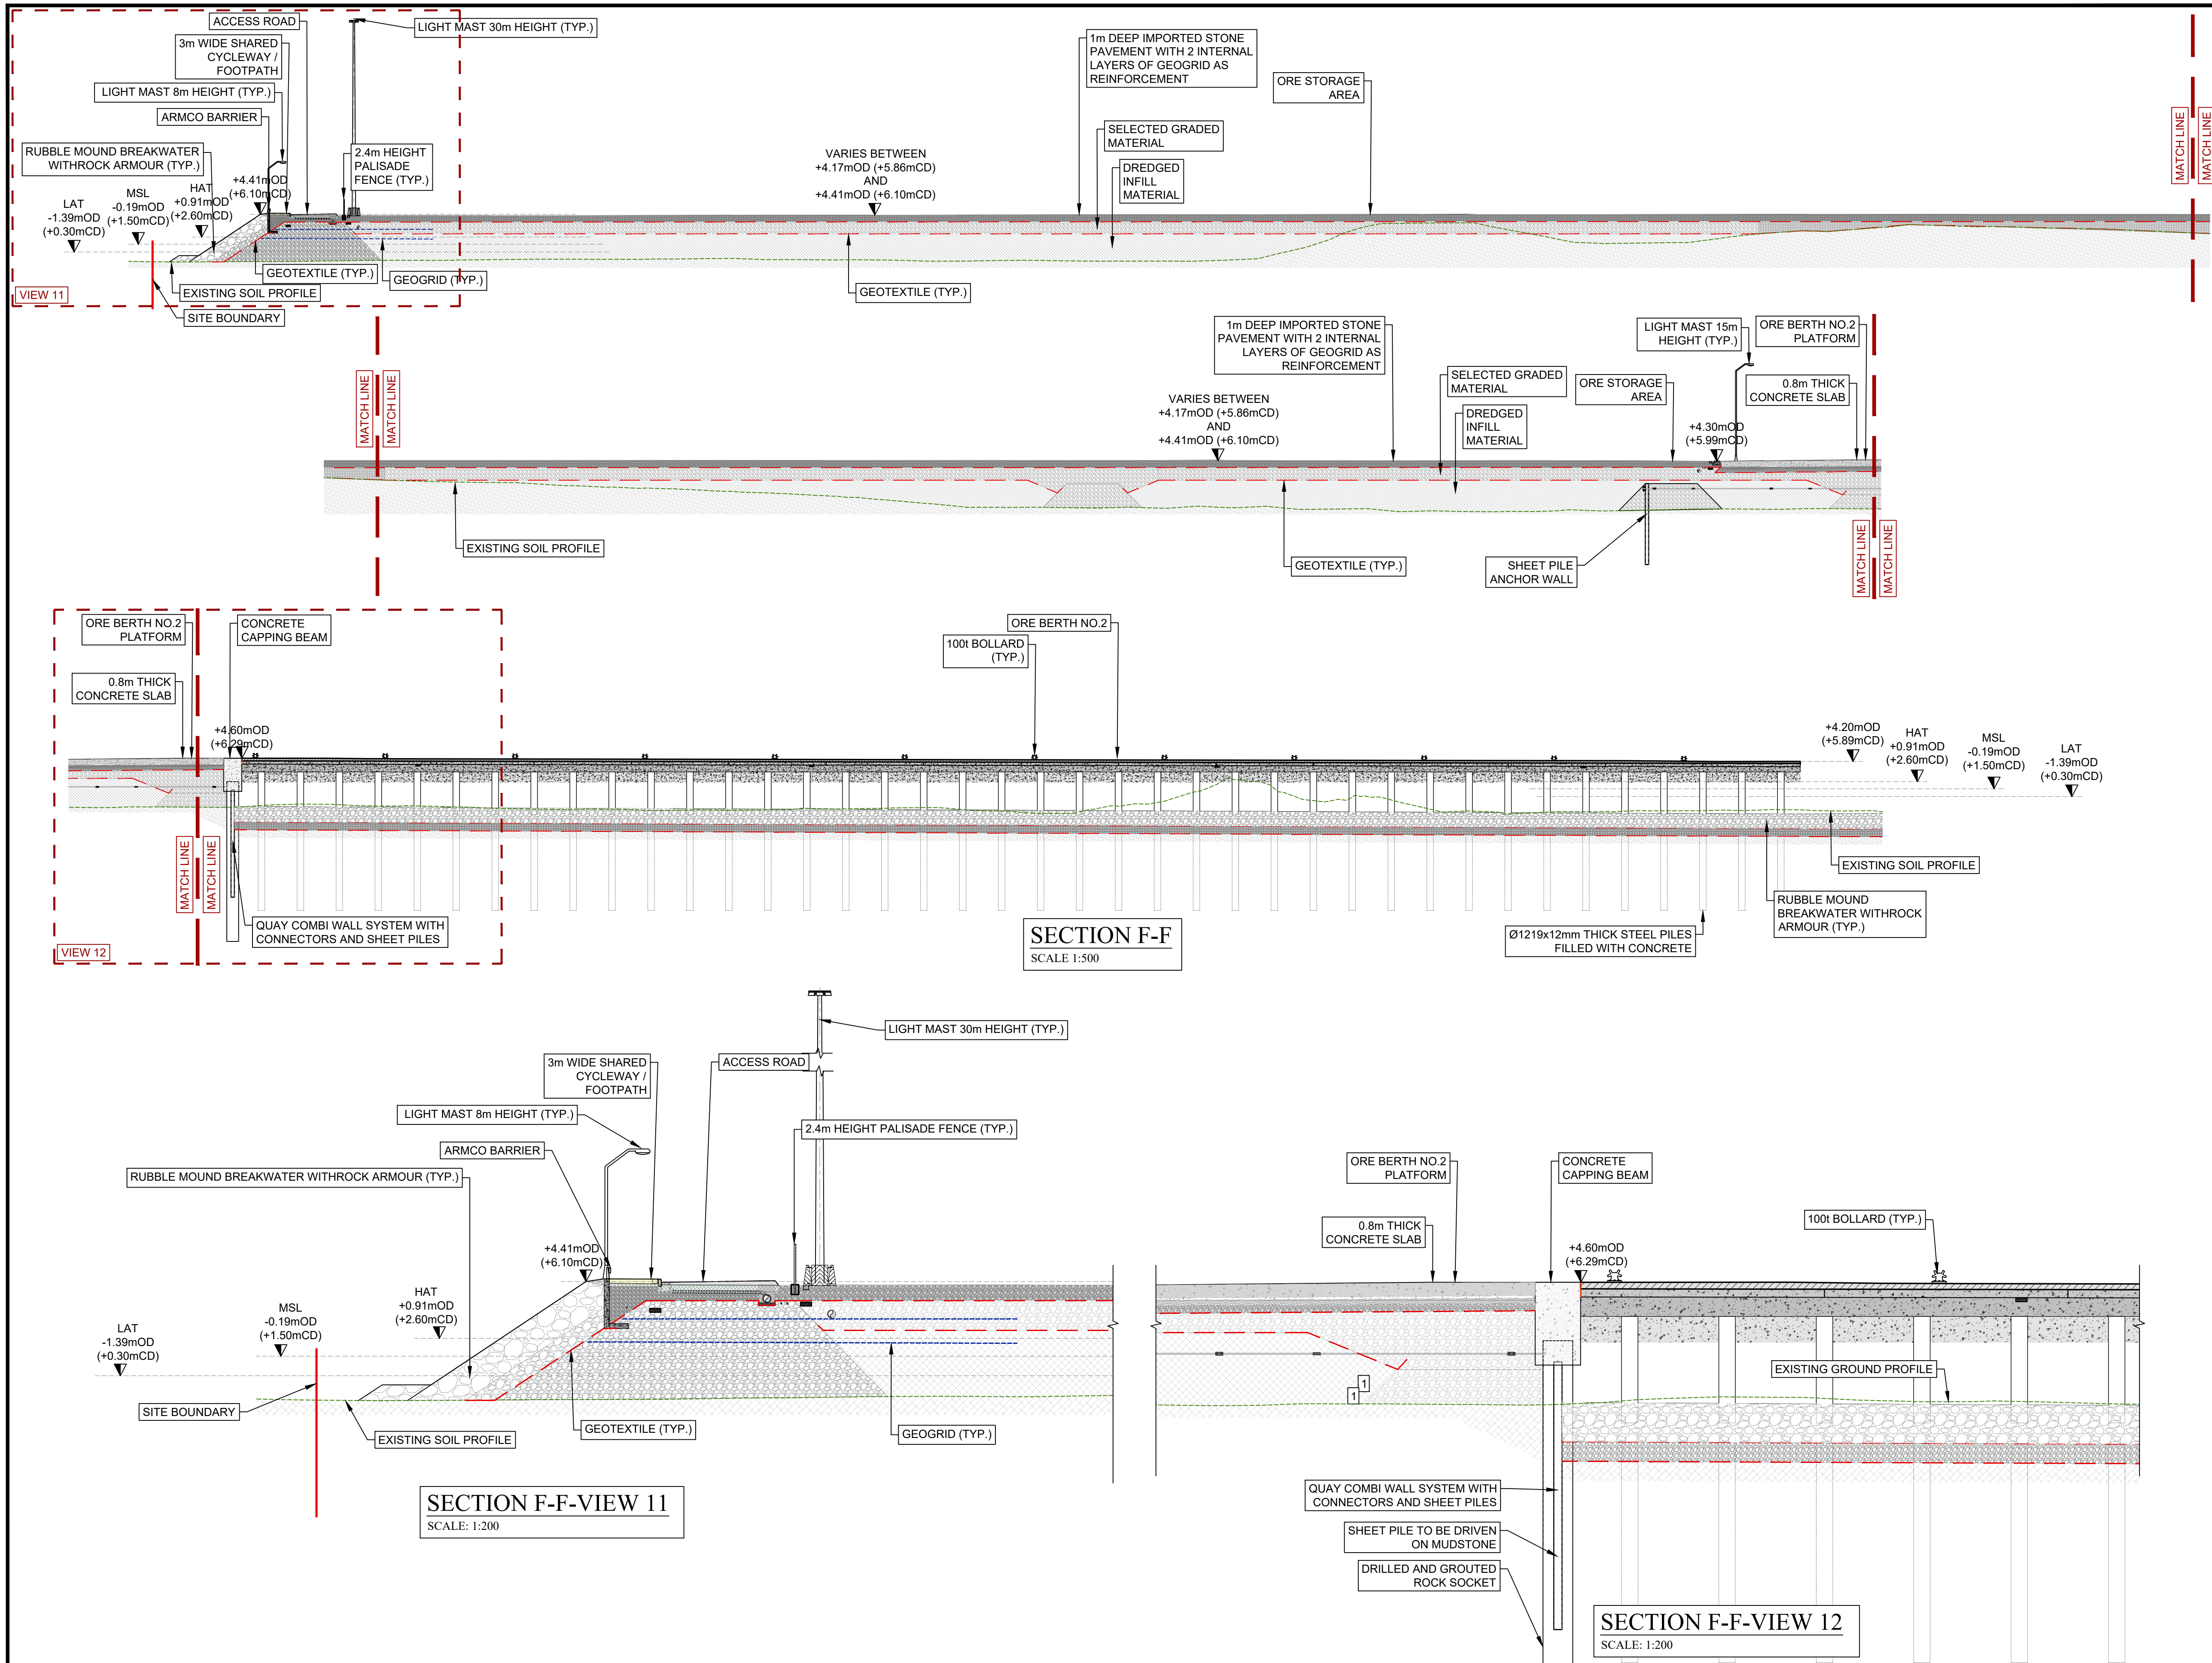 ACCESS ROAD
LIGHT MAST 30m HEIGHT (TYP.)
3m WIDE SHARED
CYCLEWAY /
FOOTPATH
LIGHT MAST 8m HEIGHT (TYP.)
ARMCO BARRIER
RUBBLE MOUND BREAKWATER
WITHROCK ARMOUR (TYP.)
2.4m HEIGHT
PALISADE
FENCE (TYP.)
LAT
-1.39mOD
(+0.30mCD)
MSL
-0.19mOD
(+1.50mCD)
HAT
+0.91mOD
(+2.60mCD)
+4.41mOD
(+6.10mCD)
GEOTEXTILE (TYP.)
GEOGRID (TYP.)
EXISTING SOIL PROFILE
SITE BOUNDARY
VIEW 11
VARIES BETWEEN
+4.17mOD (+5.86mCD)
AND
+4.41mOD (+6.10mCD)
1m DEEP IMPORTED STONE
PAVEMENT WITH 2 INTERNAL
LAYERS OF GEOGRID AS
REINFORCEMENT
ORE STORAGE
AREA
SELECTED GRADED
MATERIAL
DREDGED
INFILL
MATERIAL
GEOTEXTILE (TYP.)
MATCH LINE
MATCH LINE
MATCH LINE
MATCH LINE
EXISTING SOIL PROFILE
1m DEEP IMPORTED STONE
PAVEMENT WITH 2 INTERNAL
LAYERS OF GEOGRID AS
REINFORCEMENT
VARIES BETWEEN
+4.17mOD (+5.86mCD)
AND
+4.41mOD (+6.10mCD)
SELECTED GRADED
MATERIAL
DREDGED
INFILL
MATERIAL
ORE STORAGE
AREA
LIGHT MAST 15m
HEIGHT (TYP.)
ORE BERTH NO.2
PLATFORM
0.8m THICK
CONCRETE SLAB
+4.30mOD
(+5.99mCD)
GEOTEXTILE (TYP.)
SHEET PILE
ANCHOR WALL
MATCH LINE
MATCH LINE
ORE BERTH NO.2
PLATFORM
CONCRETE
CAPPING BEAM
0.8m THICK
CONCRETE SLAB
+4.60mOD
(+6.29mCD)
MATCH LINE
MATCH LINE
QUAY COMBI WALL SYSTEM WITH
CONNECTORS AND SHEET PILES
VIEW 12
100t BOLLARD
(TYP.)
ORE BERTH NO.2
+4.20mOD
(+5.89mCD)
HAT
+0.91mOD
(+2.60mCD)
MSL
-0.19mOD
(+1.50mCD)
LAT
-1.39mOD
(+0.30mCD)
EXISTING SOIL PROFILE
RUBBLE MOUND
BREAKWATER WITHROCK
ARMOUR (TYP.)
Ø1219x12mm THICK STEEL PILES
FILLED WITH CONCRETE
SECTION F-F
SCALE 1:500
LIGHT MAST 30m HEIGHT (TYP.)
3m WIDE SHARED
CYCLEWAY /
FOOTPATH
ACCESS ROAD
LIGHT MAST 8m HEIGHT (TYP.)
2.4m HEIGHT PALISADE FENCE (TYP.)
ARMCO BARRIER
RUBBLE MOUND BREAKWATER WITHROCK ARMOUR (TYP.)
+4.41mOD
(+6.10mCD)
HAT
+0.91mOD
(+2.60mCD)
MSL
-0.19mOD
(+1.50mCD)
LAT
-1.39mOD
(+0.30mCD)
SITE BOUNDARY
EXISTING SOIL PROFILE
GEOTEXTILE (TYP.)
GEOGRID (TYP.)
SECTION F-F-VIEW 11
SCALE: 1:200
ORE BERTH NO.2
PLATFORM
CONCRETE
CAPPING BEAM
0.8m THICK
CONCRETE SLAB
+4.60mOD
(+6.29mCD)
100t BOLLARD (TYP.)
EXISTING GROUND PROFILE
1
1
QUAY COMBI WALL SYSTEM WITH
CONNECTORS AND SHEET PILES
SHEET PILE TO BE DRIVEN
ON MUDSTONE
DRILLED AND GROUTED
ROCK SOCKET
SECTION F-F-VIEW 12
SCALE: 1:200